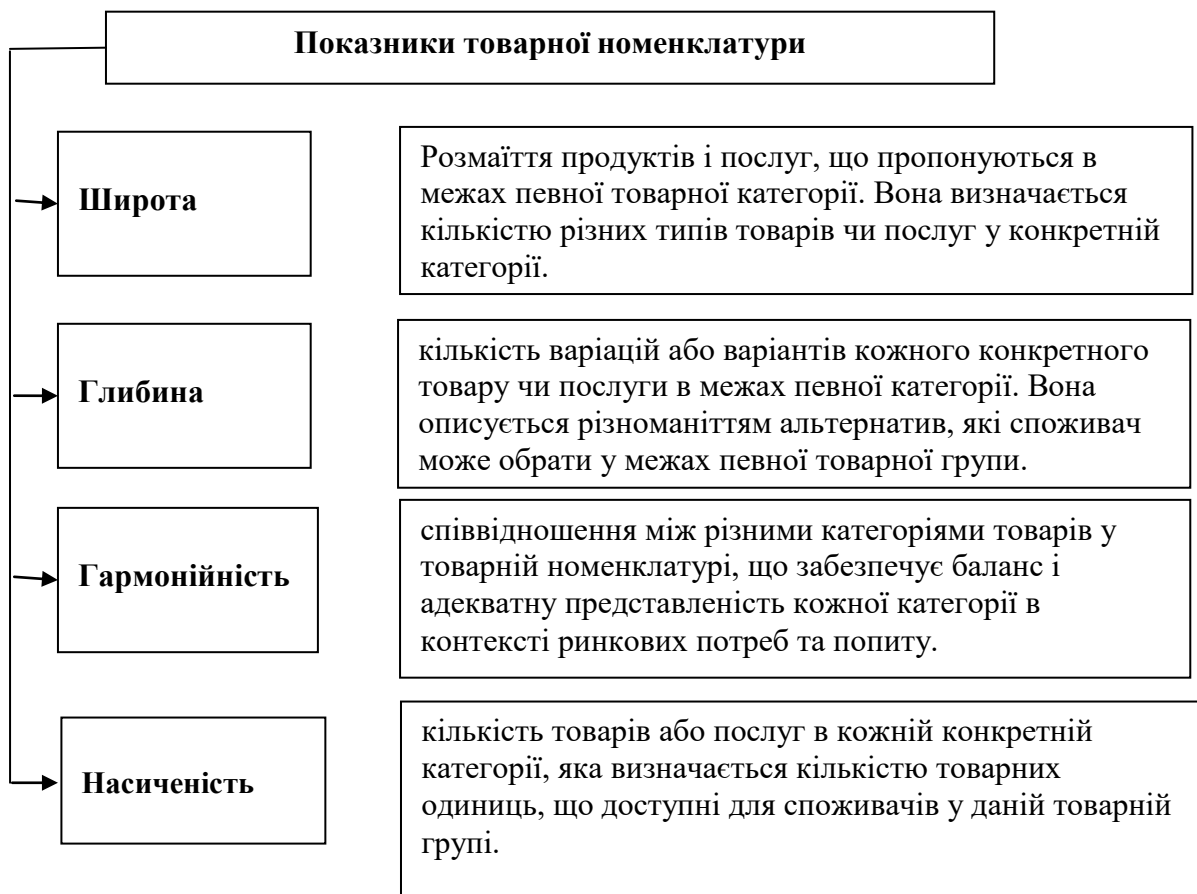 Показники товарної номенклатури
Широта
Розмаїття продуктів і послуг, що пропонуються в
межах певної товарної категорії. Вона визначається
кількістю різних типів товарів чи послуг у конкретній
категорії.
Глибина
кількість варіацій або варіантів кожного конкретного
товару чи послуги в межах певної категорії. Вона
описується різноманіттям альтернатив, які споживач
може обрати у межах певної товарної групи.
Гармонійність
співвідношення між різними категоріями товарів у
товарній номенклатурі, що забезпечує баланс і
адекватну представленість кожної категорії в
контексті ринкових потреб та попиту.
Насиченість
кількість товарів або послуг в кожній конкретній
категорії, яка визначається кількістю товарних
одиниць, що доступні для споживачів у даній товарній
групі.